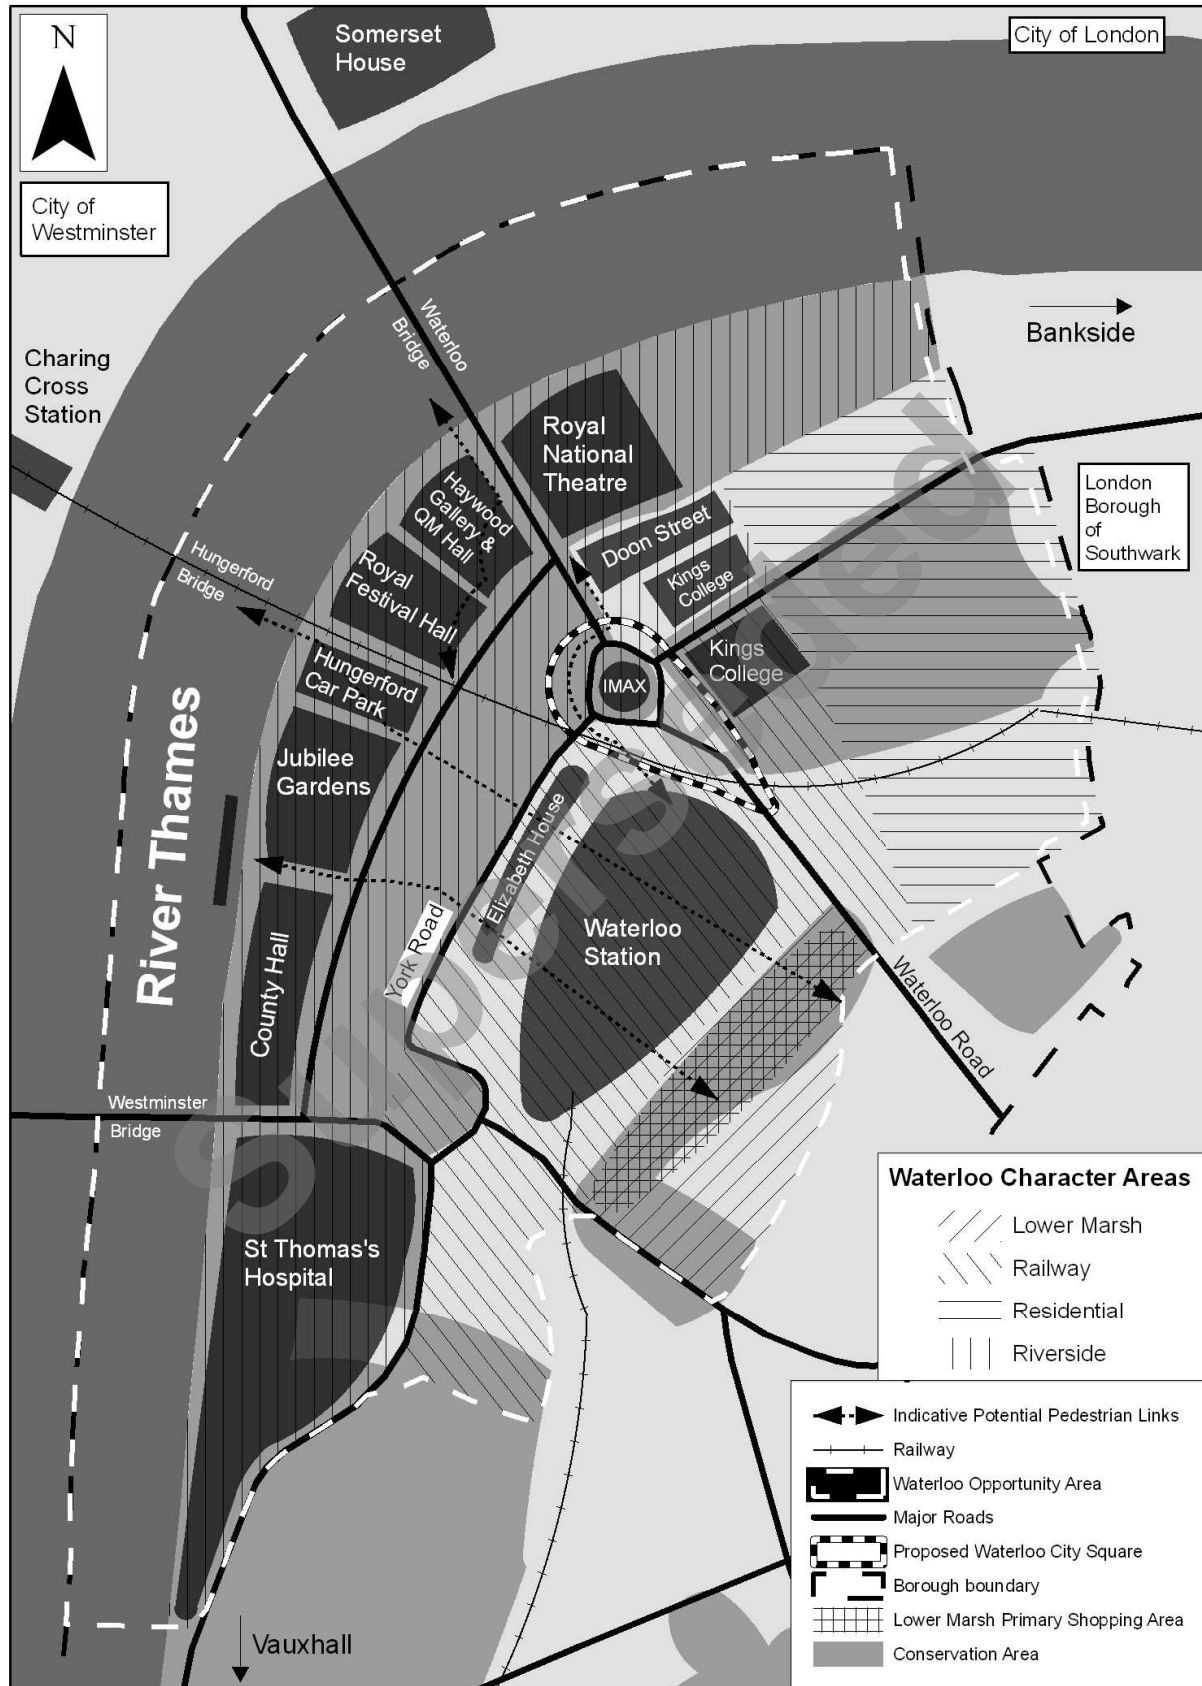 N
Somerset
House
City of London
City of
Westminster
Waterloo
Bridge
Bankside
Charing
Cross
Station
Royal
National
Theatre
Haywood
Gallery &
QM Hall
London
Borough
of
Southwark
Doon Street
Hungerford
Bridge
Royal
Festival Hall
Kings
College
Kings
College
Hungerford
Car Park
IMAX
Jubilee
Gardens
River Thames
Elizabeth House
York Road
Waterloo
Station
County Hall
Waterloo Road
Westminster
Bridge
St Thomas's
Hospital
Vauxhall
Superseded
Waterloo Character Areas
Lower Marsh
Railway
Residential
Riverside
Indicative Potential Pedestrian Links
Railway
Waterloo Opportunity Area
Major Roads
Proposed Waterloo City Square
Borough boundary
Lower Marsh Primary Shopping Area
Conservation Area